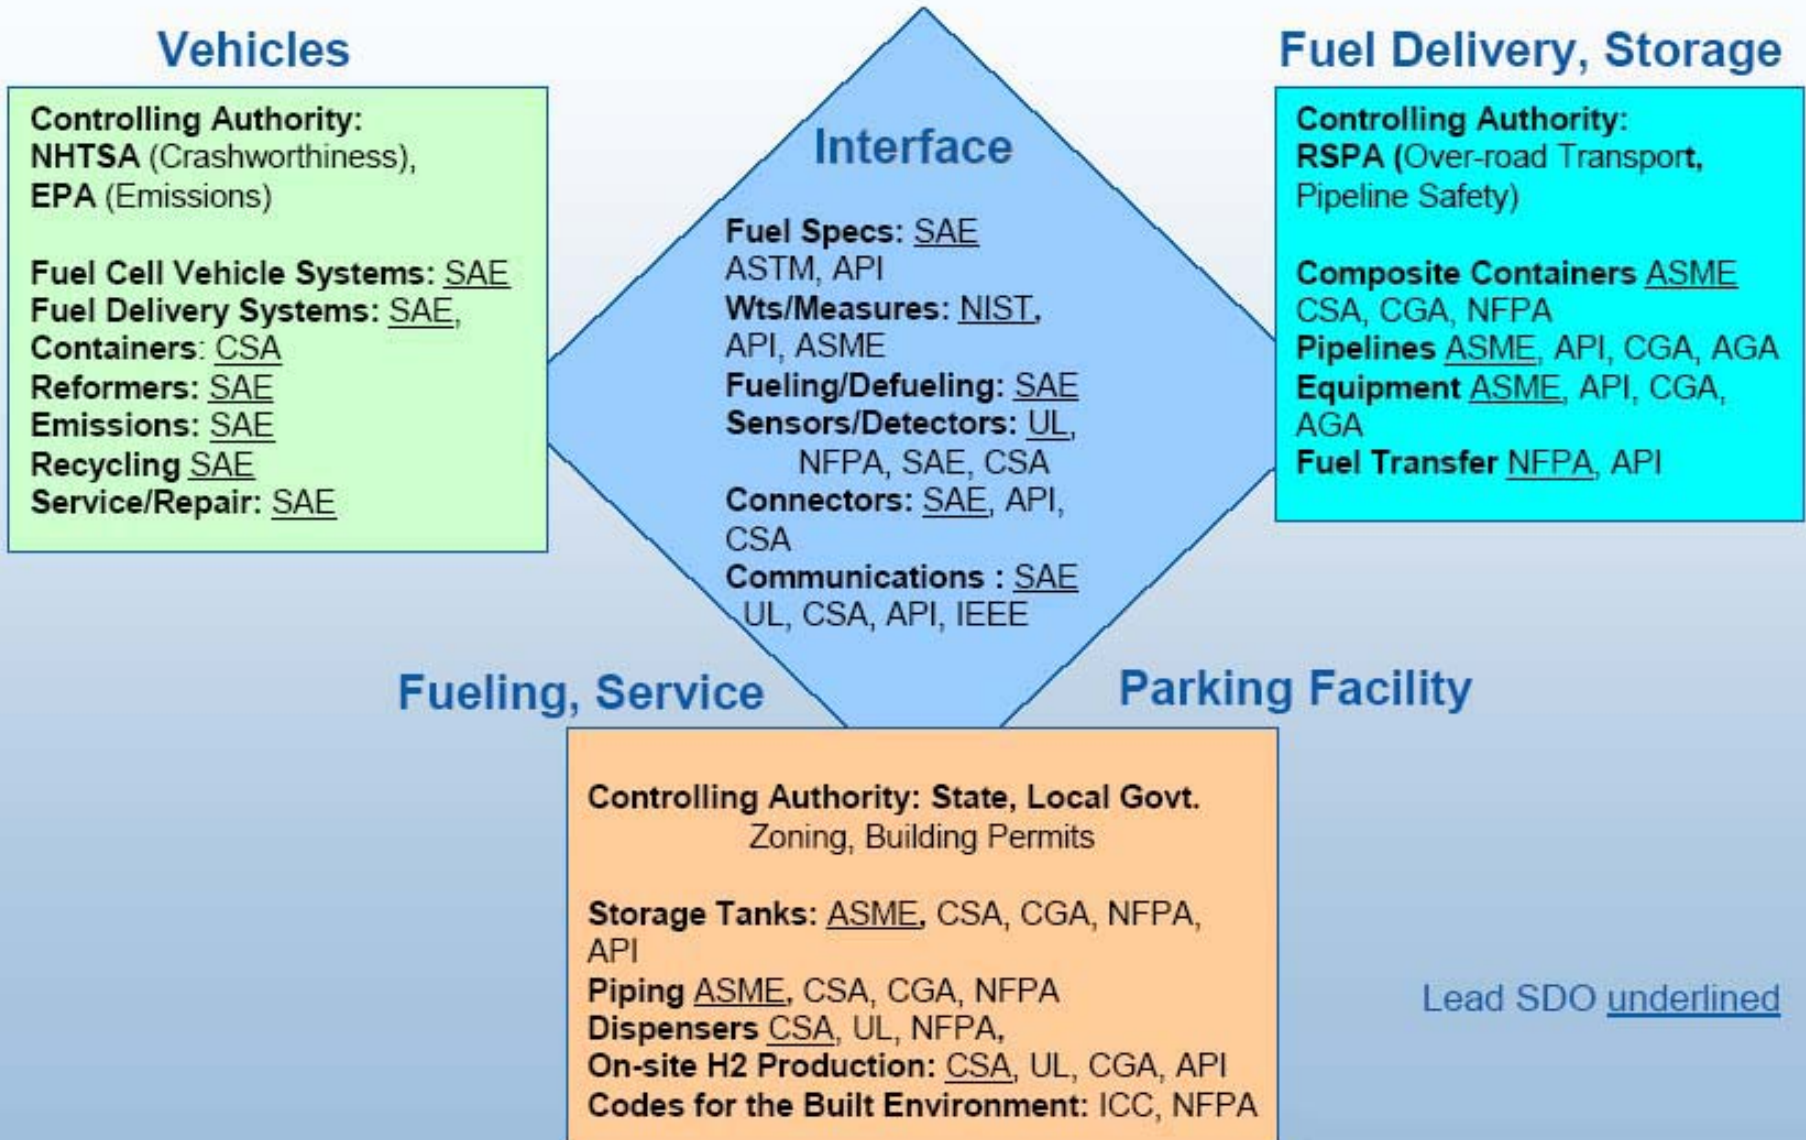 Vehicles
Controlling Authority:
NHTSA (Crashworthiness),
EPA (Emissions)
Fuel Cell Vehicle Systems: SAE
Fuel Delivery Systems: SAE,
Containers: CSA
Reformers: SAE
Emissions: SAE
Recycling SAE
Service/Repair: SAE
Interface
Fuel Specs: SAE
ASTM, API
Wts/Measures: NIST,
API, ASME
Fueling/Defueling: SAE
Sensors/Detectors: UL,
NFPA, SAE, CSA
Connectors: SAE, API,
CSA
Communications : SAE
UL, CSA, API, IEEE
Fuel Delivery, Storage
Controlling Authority:
RSPA (Over-road Transport,
Pipeline Safety)
Composite Containers ASME
CSA, CGA, NFPA
Pipelines ASME, API, CGA, AGA
Equipment ASME, API, CGA,
AGA
Fuel Transfer NFPA, API
Fueling, Service
Parking Facility
Controlling Authority: State, Local Govt.
Zoning, Building Permits
Storage Tanks: ASME, CSA, CGA, NFPA,
API
Piping ASME, CSA, CGA, NFPA
Dispensers CSA, UL, NFPA,
On-site H2 Production: CSA, UL, CGA, API
Codes for the Built Environment: ICC, NFPA
Lead SDO underlined